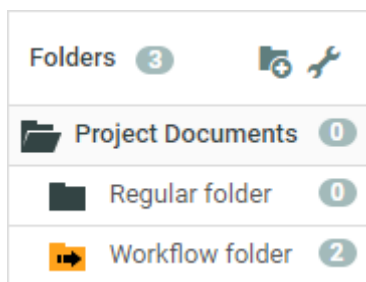 Folders 3
Project Documents 0
Regular folder 0
Workflow folder 2